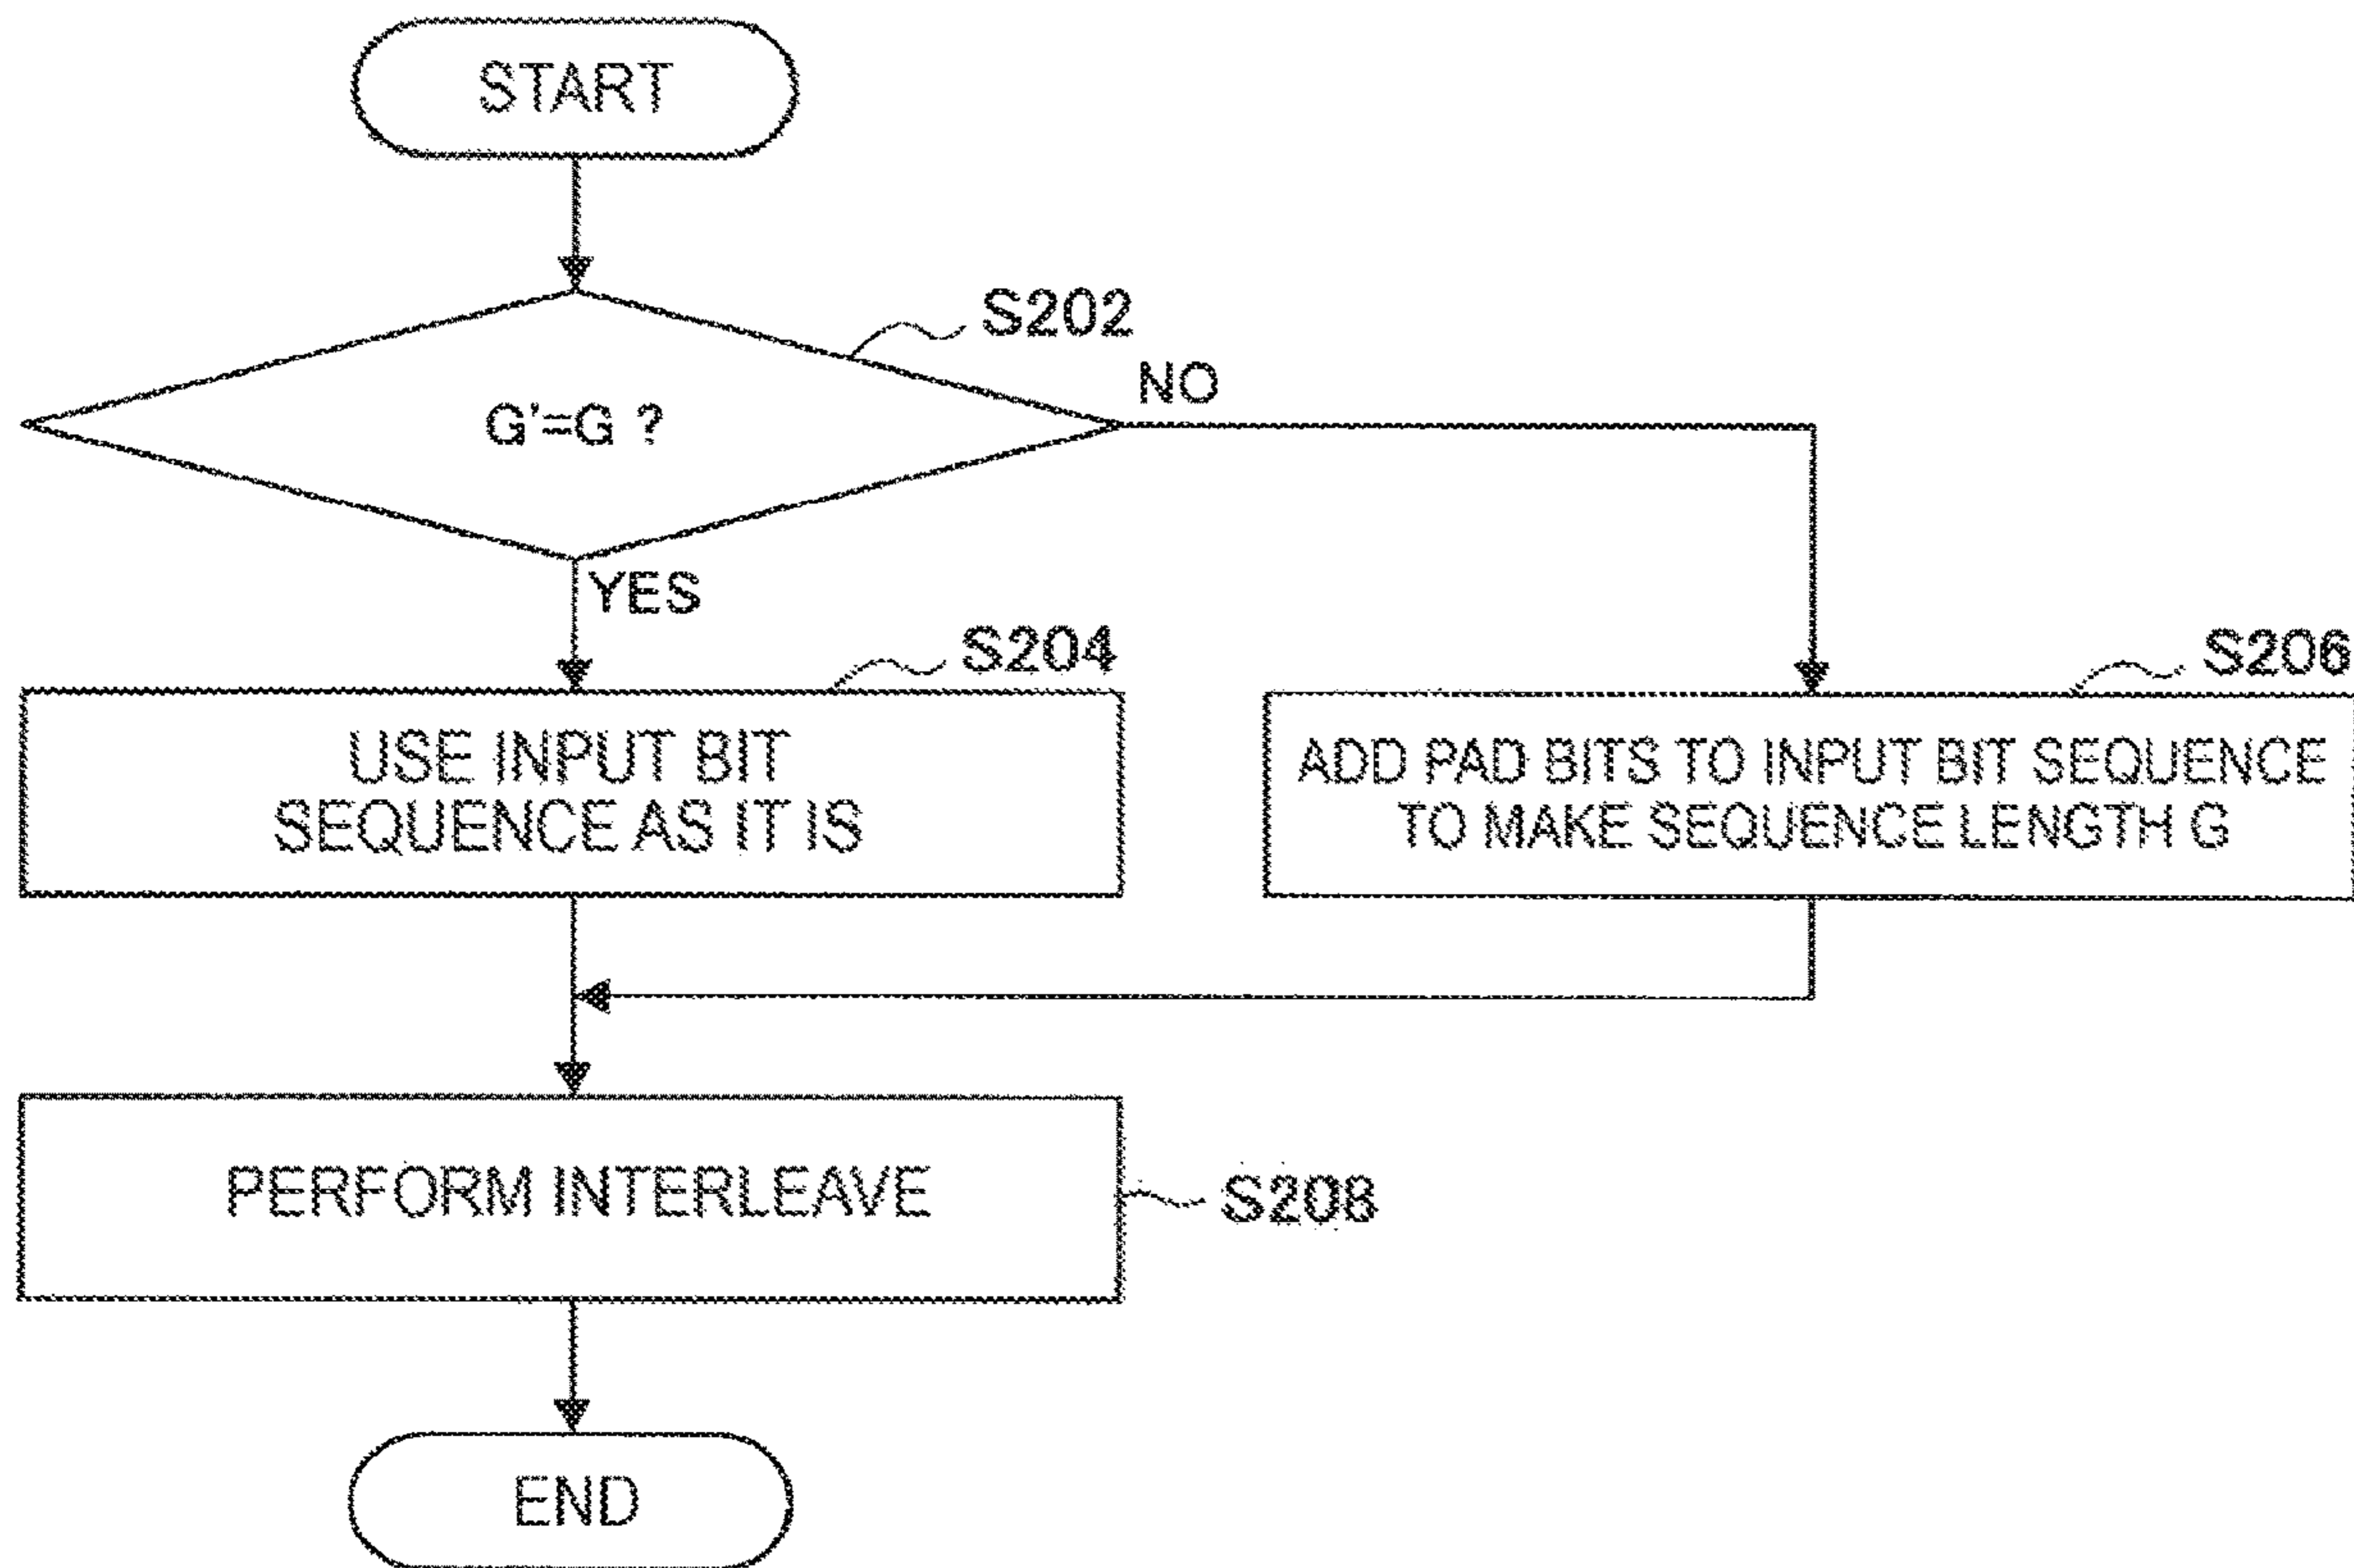 START
S202
G'=G ?
NO
YES
S204
S206
USE INPUT BIT
SEQUENCE AS IT IS
ADD PAD BITS TO INPUT BIT SEQUENCE
TO MAKE SEQUENCE LENGTH G
PERFORM INTERLEAVE
S208
END